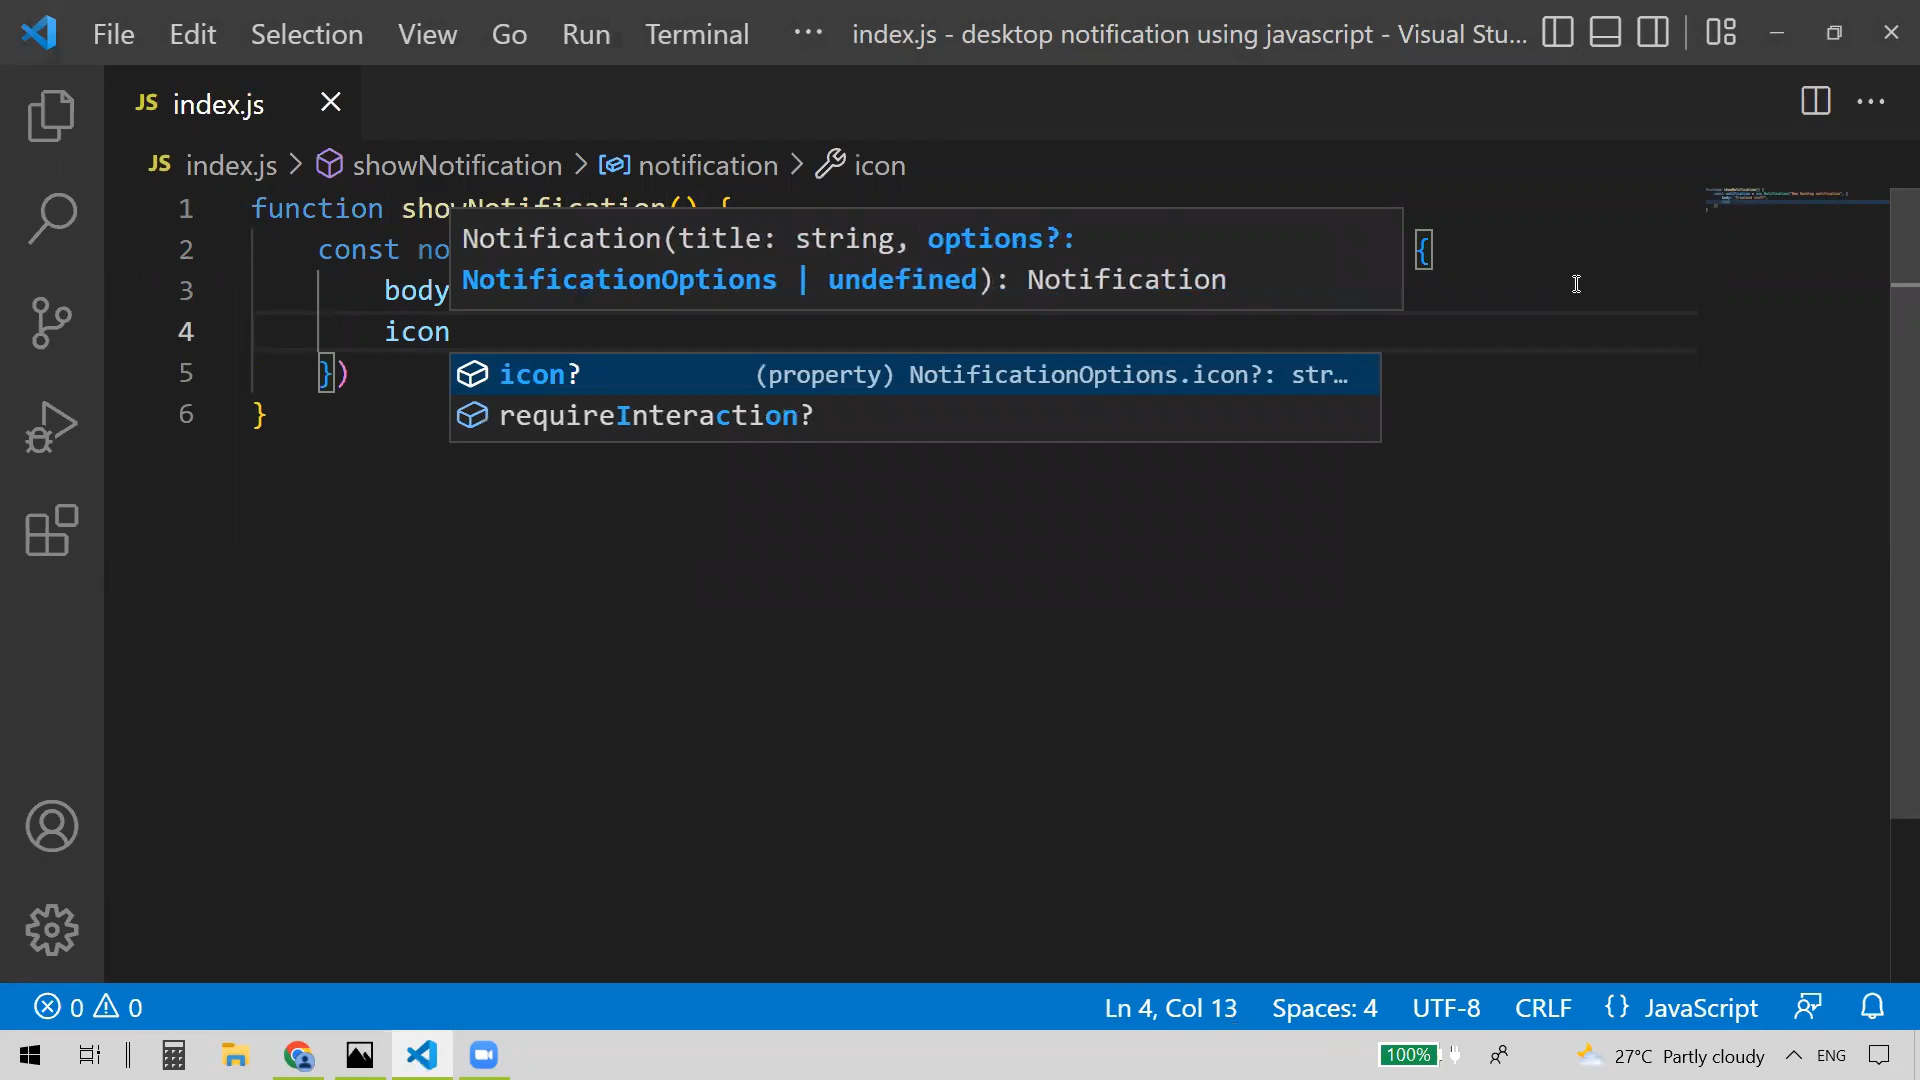 File Edit Selection View Go Run Terminal ··· index.js - desktop notification using javascript - Visual Stu...
JS index.js
JS index.js > showNotification > notification > icon
1 function showNotification() {
2 const no {
3 body
4 icon
5 })
6 }
Notification(title: string, options?:
NotificationOptions | undefined): Notification
icon? (property) NotificationOptions.icon?: str...
requireInteraction?
0 0 Ln 4, Col 13 Spaces: 4 UTF-8 CRLF {} JavaScript
100% 27°C Partly cloudy ENG